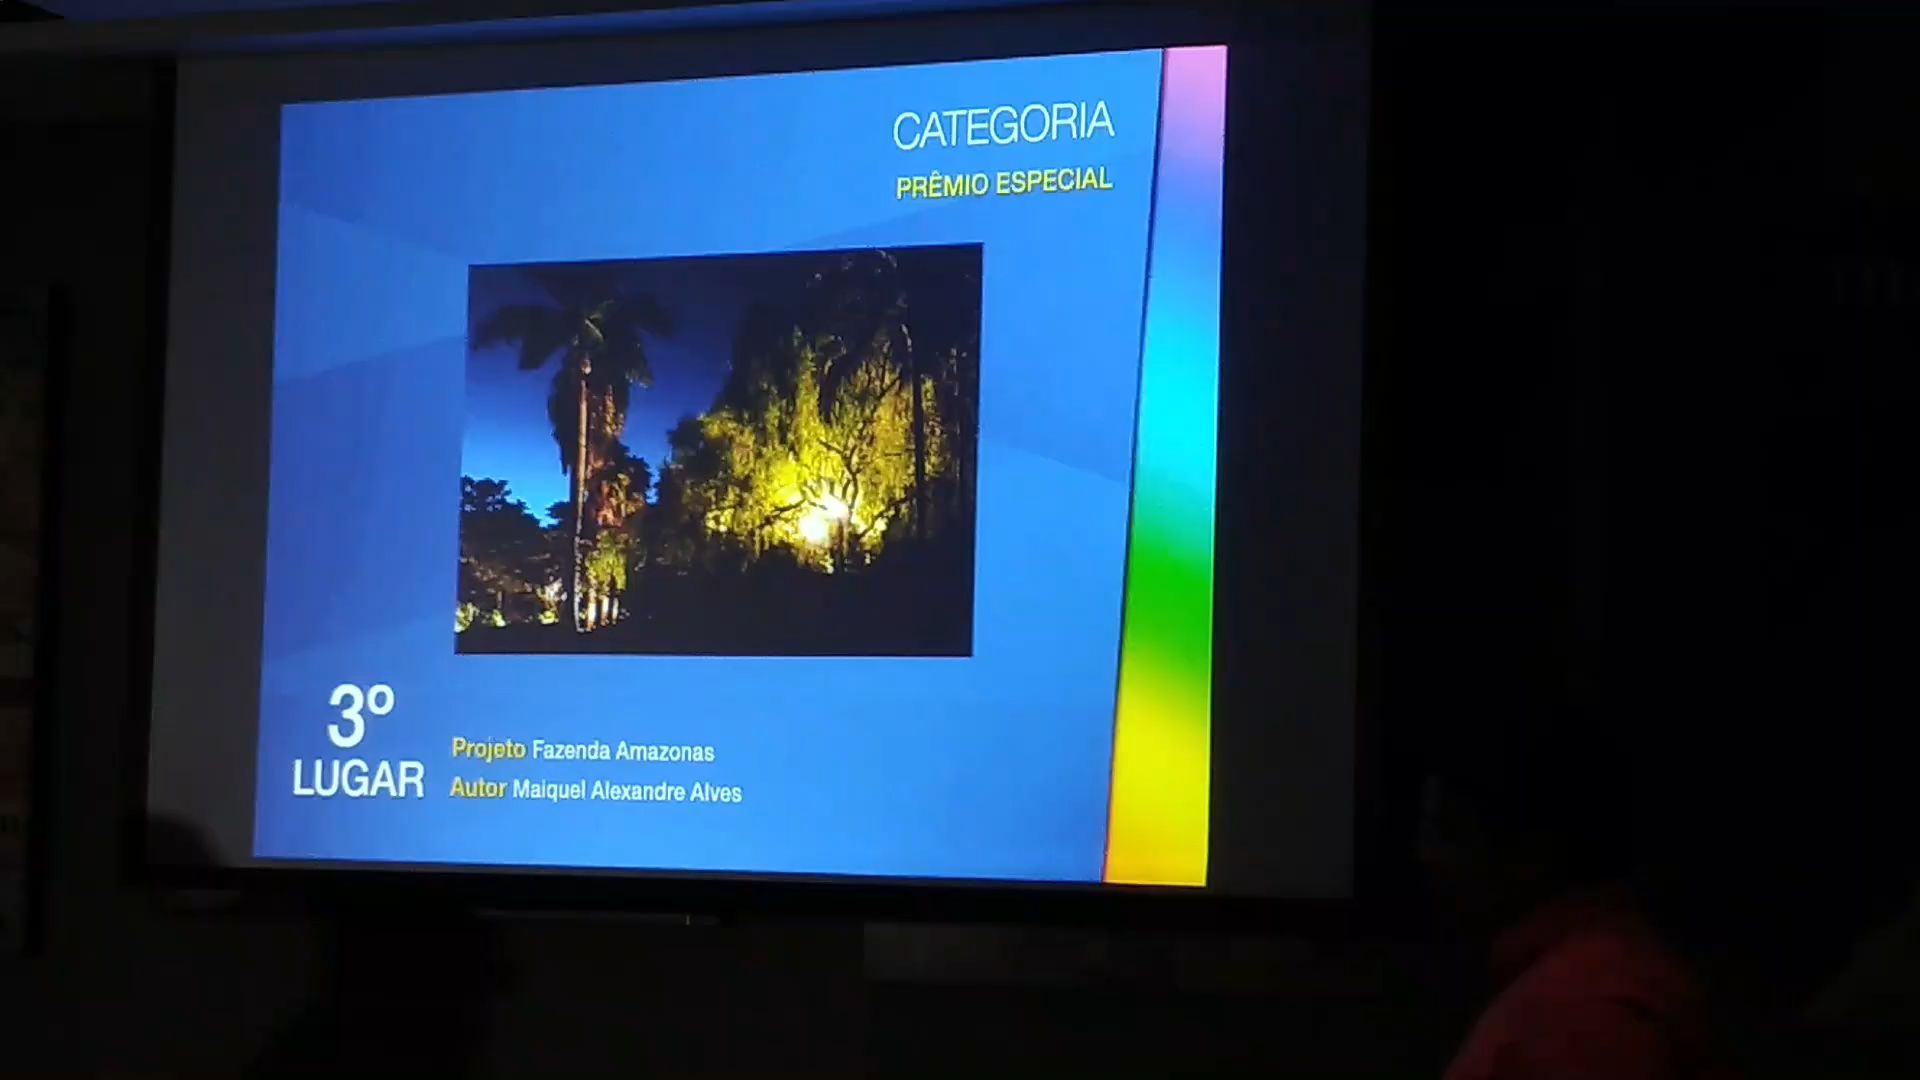 CATEGORIA
PRÊMIO ESPECIAL
3º
LUGAR
Projeto Fazenda Amazonas
Autor Maiquel Alexandre Alves